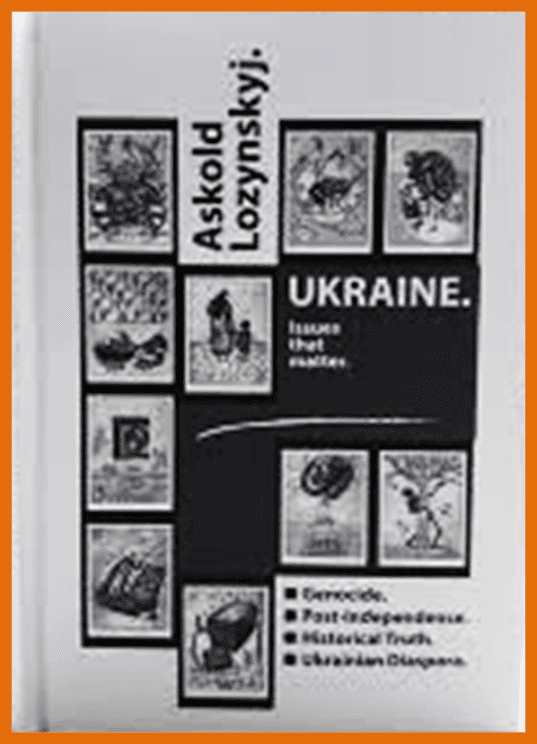 Askold
Lozynskyj.
UKRAINE.
Issues
that
matter.
■ Genocide.
■ Post-Independence.
■ Historical Truth.
■ Ukrainian Diaspora.